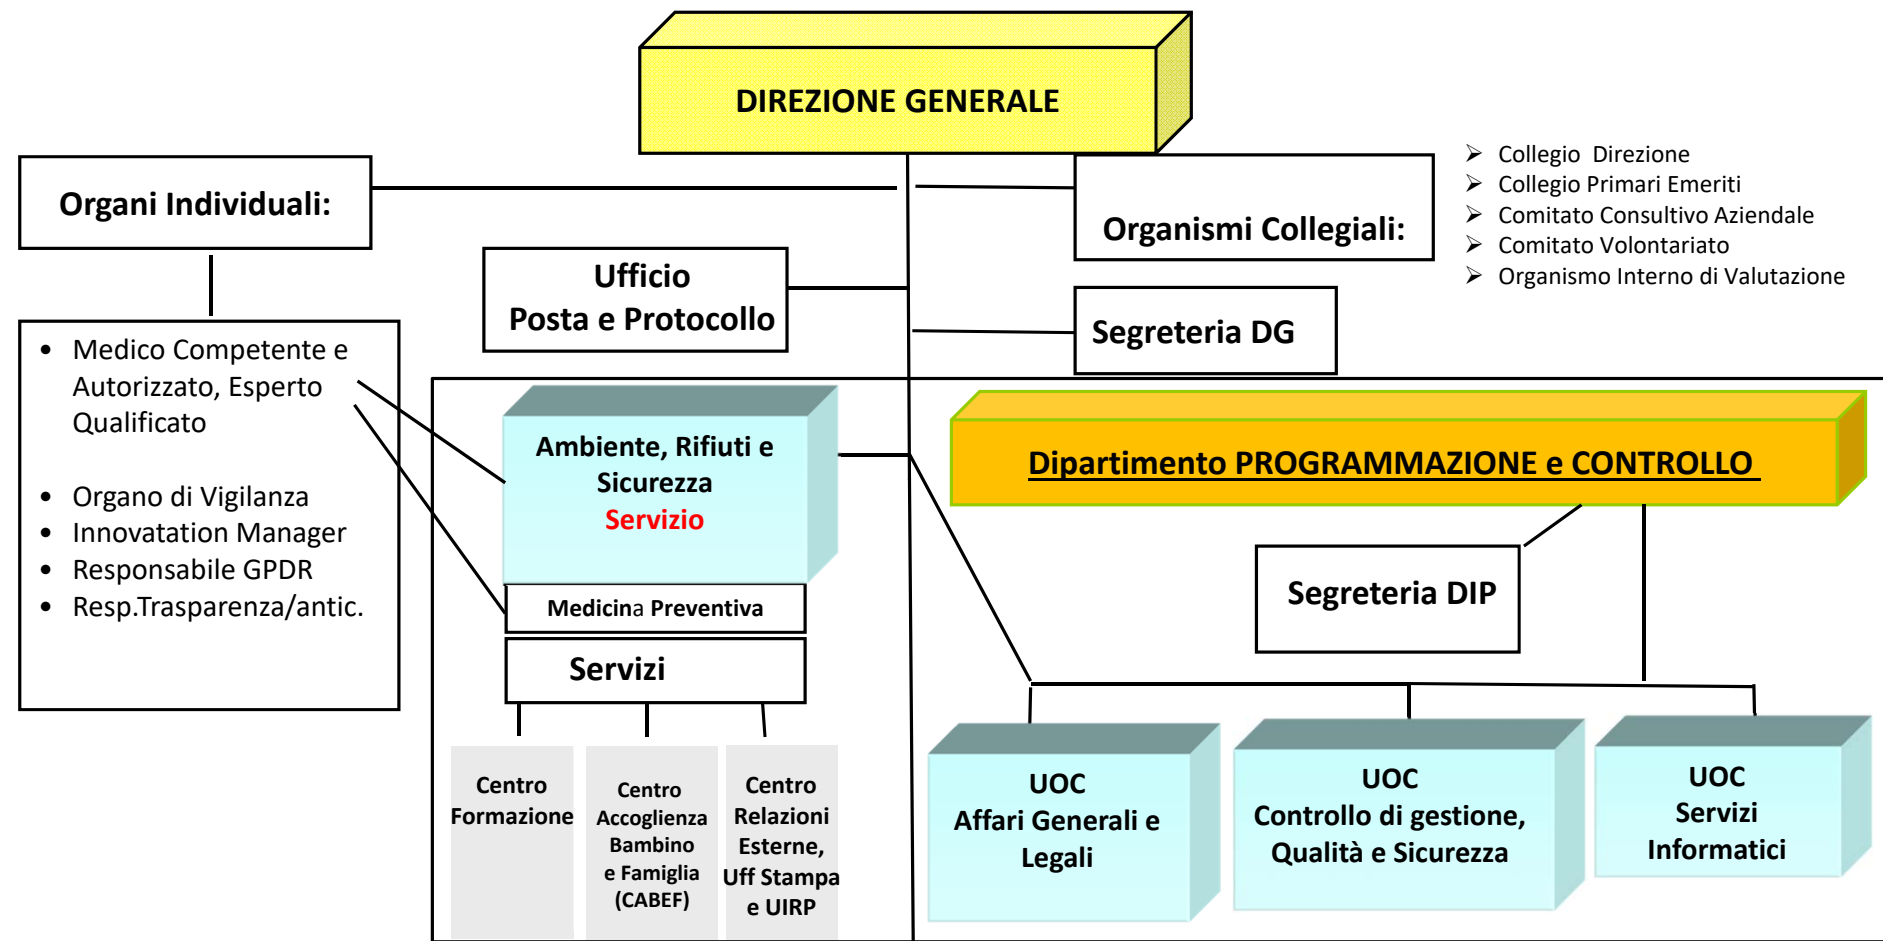 DIREZIONE GENERALE
Organi Individuali:
Organismi Collegiali:
➢ Collegio Direzione
➢ Collegio Primari Emeriti
➢ Comitato Consultivo Aziendale
➢ Comitato Volontariato
➢ Organismo Interno di Valutazione
Ufficio
Posta e Protocollo
Segreteria DG
• Medico Competente e
Autorizzato, Esperto
Qualificato
• Organo di Vigilanza
• Innovatation Manager
• Responsabile GPDR
• Resp.Trasparenza/antic.
Ambiente, Rifiuti e
Sicurezza
Servizio
Medicina Preventiva
Servizi
Centro
Formazione
Centro
Accoglienza
Bambino
e Famiglia
(CABEF)
Centro
Relazioni
Esterne,
Uff Stampa
e UIRP
Dipartimento PROGRAMMAZIONE e CONTROLLO
Segreteria DIP
UOC
Affari Generali e
Legali
UOC
Controllo di gestione,
Qualità e Sicurezza
UOC
Servizi
Informatici